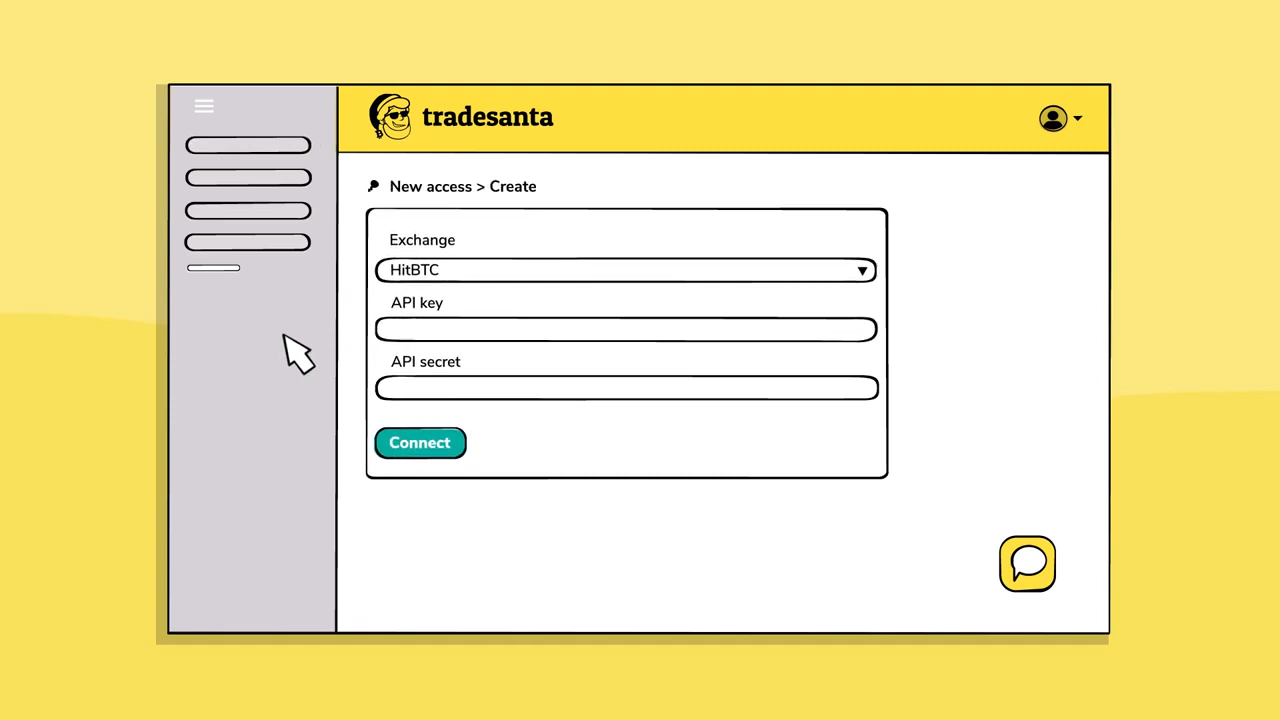 tradesanta
New access > Create
Exchange
HitBTC
API key
API secret
Connect